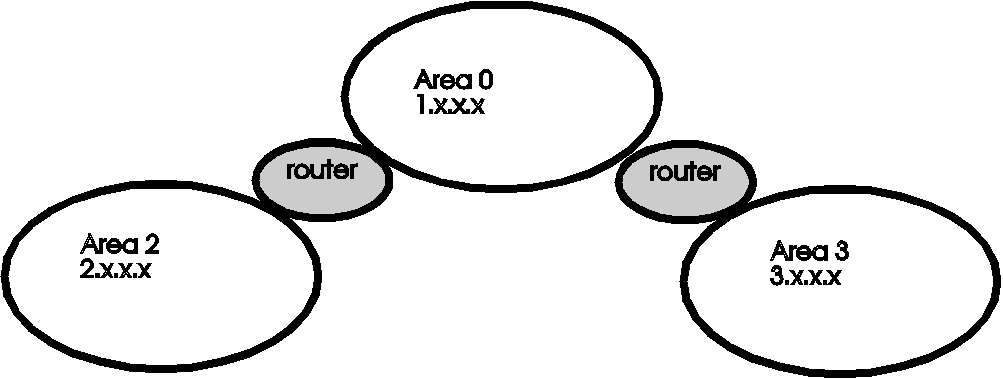 Area 0
1.x.x.x
router
router
Area 2
2.x.x.x
Area 3
3.x.x.x